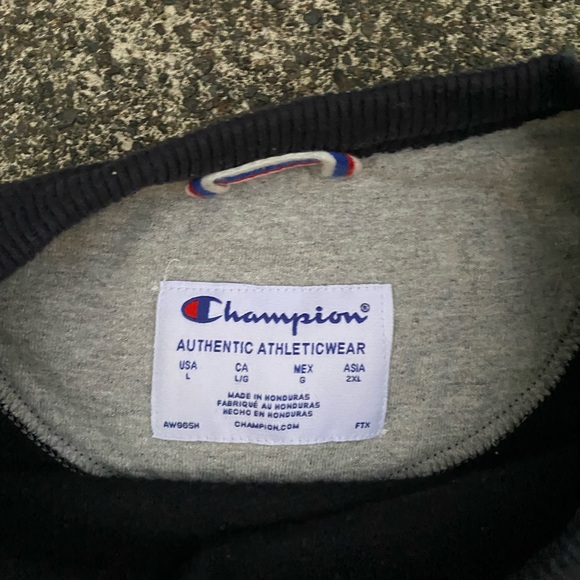 Champion®
AUTHENTIC ATHLETICWEAR
USA CA MEX ASIA
L L/G G 2XL
MADE IN HONDURAS
FABRIQUÉ AU HONDURAS
HECHO EN HONDURAS
AW00SH CHAMPION.COM FTX